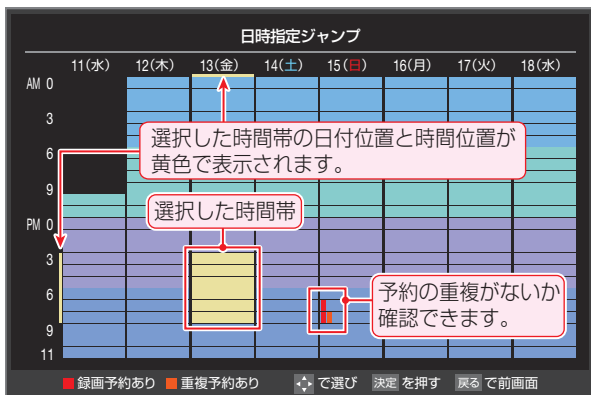 日時指定ジャンプ
11(水) 12(木) 13(金) 14(土) 15(日) 16(月) 17(火) 18(水)
AM 0
3
選択した時間帯の日付位置と時間位置が
黄色で表示されます。
6
9
選択した時間帯
PM 0
3
予約の重複がないか
確認できます。
6
9
11
録画予約あり 重複予約あり で選び 決定 を押す 戻る で前画面